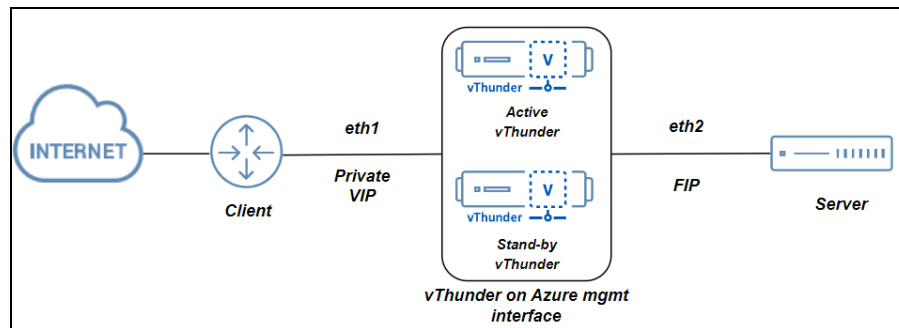 INTERNET
Client
eth1
Private
VIP
V
vThunder
Active
vThunder
V
vThunder
Stand-by
vThunder
vThunder on Azure mgmt
interface
eth2
FIP
Server